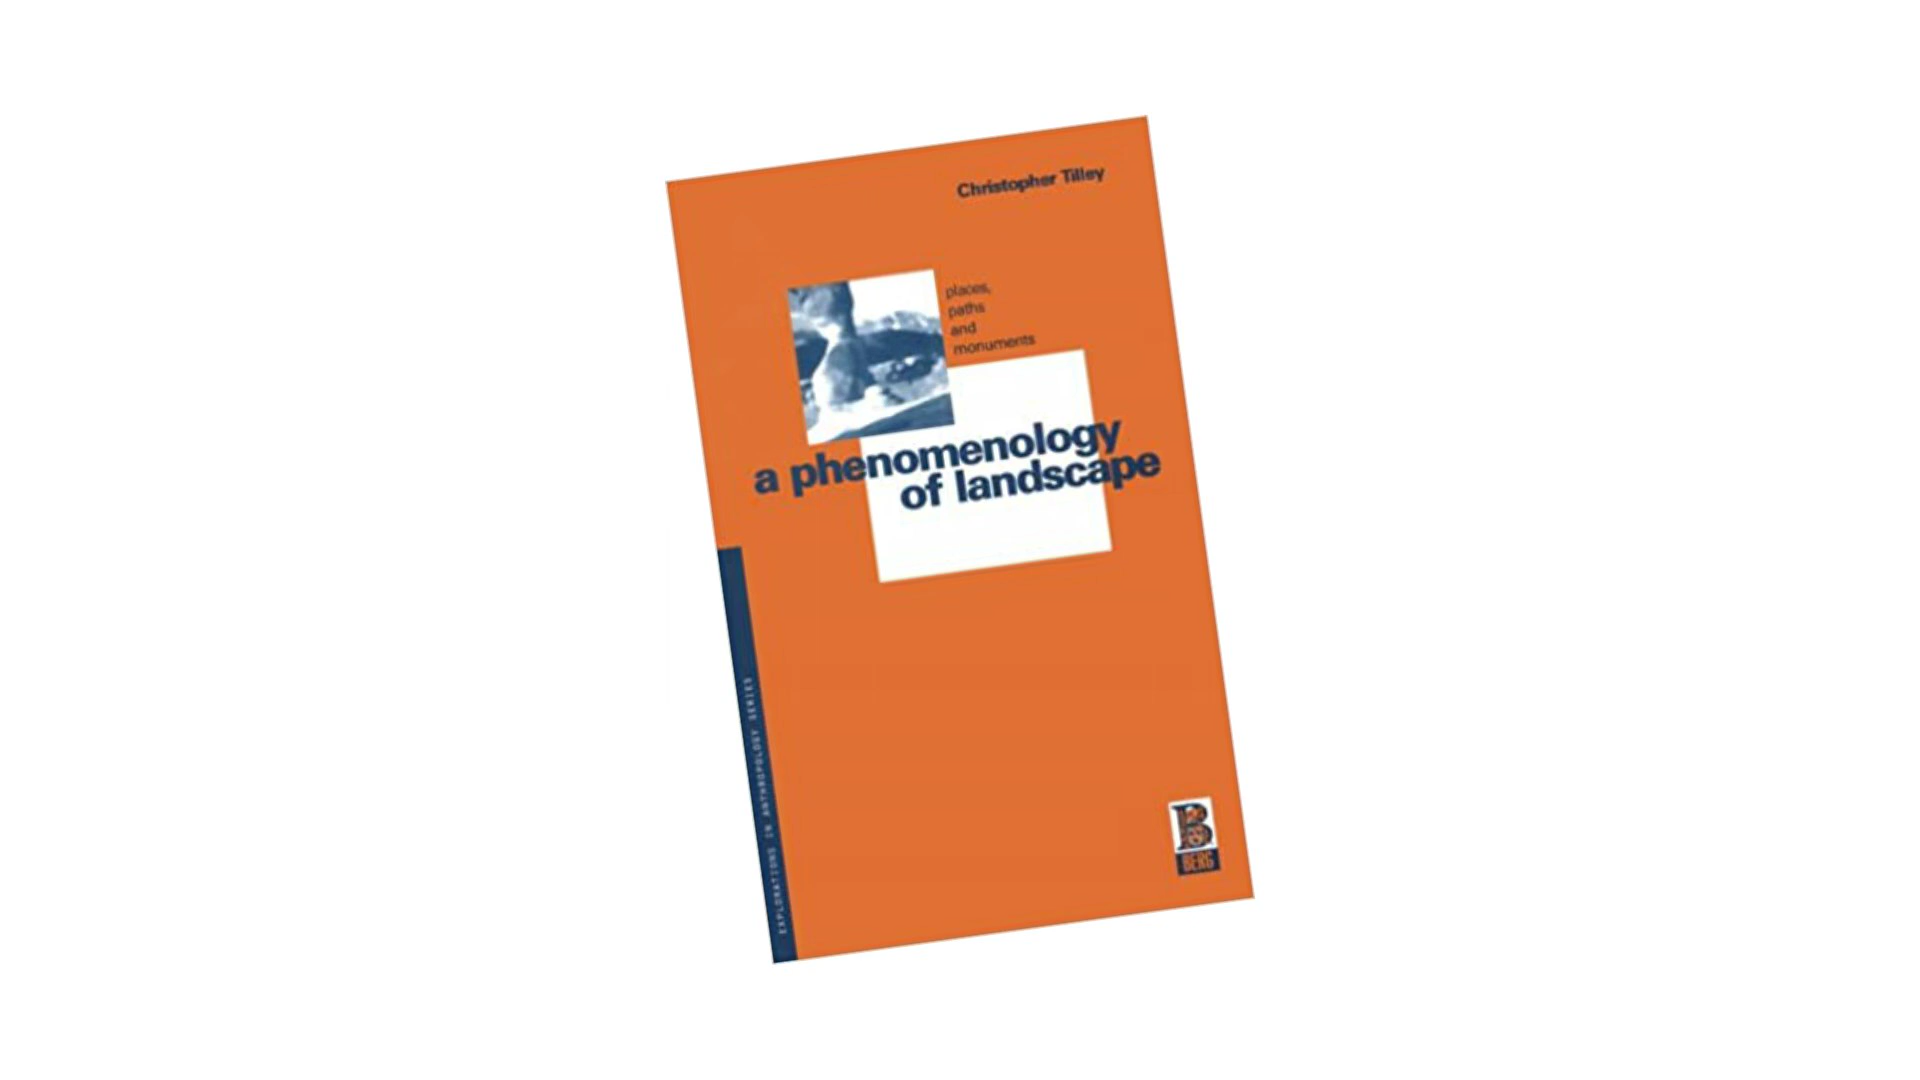 Christopher Tilley
places,
paths
and
monuments
a phenomenology
of landscape
EXPLORATIONS IN ANTHROPOLOGY SERIES
B
BERG